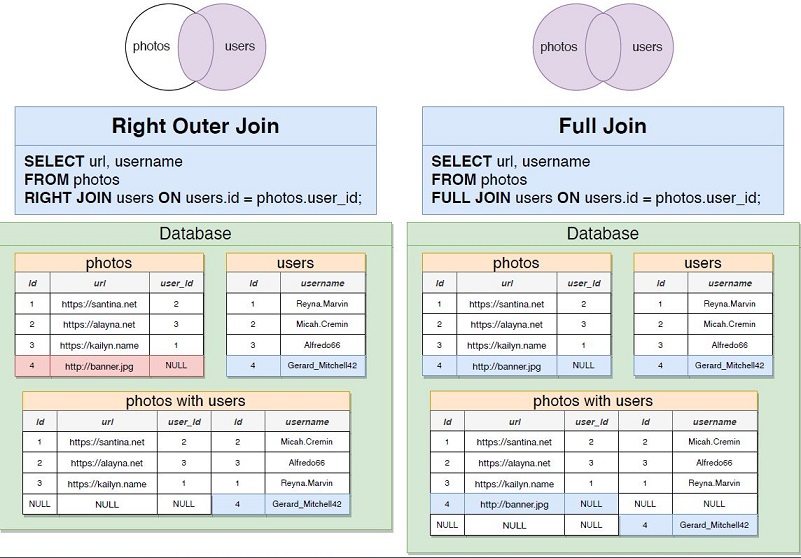 photos users
Right Outer Join
SELECT url, username
FROM photos
RIGHT JOIN users ON users.id = photos.user_id;
Database
photos
id url user_id
1 https://santina.net 2
2 https://alayna.net 3
3 https://kailyn.name 1
4 http://banner.jpg NULL
users
id username
1 Reyna.Marvin
2 Micah.Cremin
3 Alfredo66
4 Gerard_Mitchell42
photos with users
id url user_id id username
1 https://santina.net 2 2 Micah.Cremin
2 https://alayna.net 3 3 Alfredo66
3 https://kailyn.name 1 1 Reyna.Marvin
NULL NULL NULL 4 Gerard_Mitchell42
photos users
Full Join
SELECT url, username
FROM photos
FULL JOIN users ON users.id = photos.user_id;
Database
photos
id url user_id
1 https://santina.net 2
2 https://alayna.net 3
3 https://kailyn.name 1
4 http://banner.jpg NULL
users
id username
1 Reyna.Marvin
2 Micah.Cremin
3 Alfredo66
4 Gerard_Mitchell42
photos with users
id url user_id id username
1 https://santina.net 2 2 Micah.Cremin
2 https://alayna.net 3 3 Alfredo66
3 https://kailyn.name 1 1 Reyna.Marvin
4 http://banner.jpg NULL NULL NULL
NULL NULL NULL 4 Gerard_Mitchell42